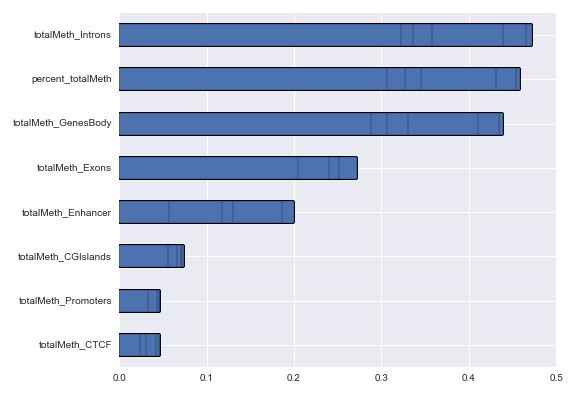 totalMeth_Introns
percent_totalMeth
totalMeth_GenesBody
totalMeth_Exons
totalMeth_Enhancer
totalMeth_CGIslands
totalMeth_Promoters
totalMeth_CTCF
0.0 0.1 0.2 0.3 0.4 0.5